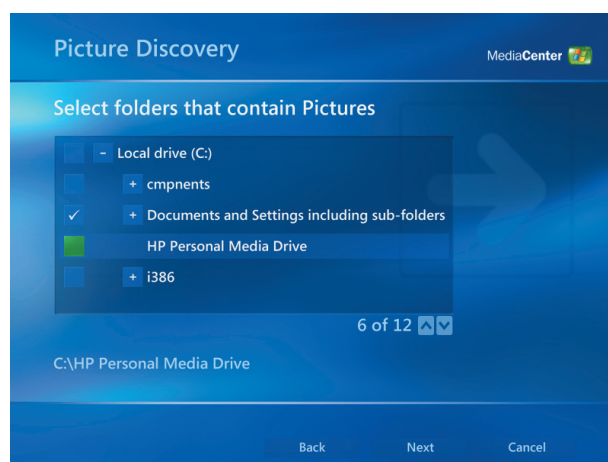 Picture Discovery
MediaCenter
Select folders that contain Pictures
- Local drive (C:)
+ cmpnents
✓ + Documents and Settings including sub-folders
HP Personal Media Drive
+ i386
6 of 12
C:\HP Personal Media Drive
Back Next Cancel